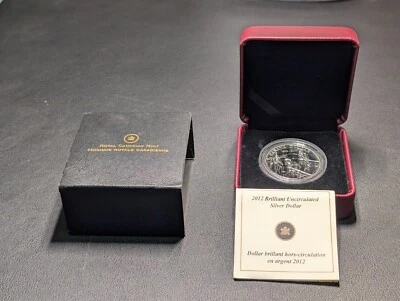 Royal Canadian Mint
Monnaie royale canadienne
2012 Brilliant Uncirculated
Silver Dollar
Dollar brillant hors-circulation
en argent 2012